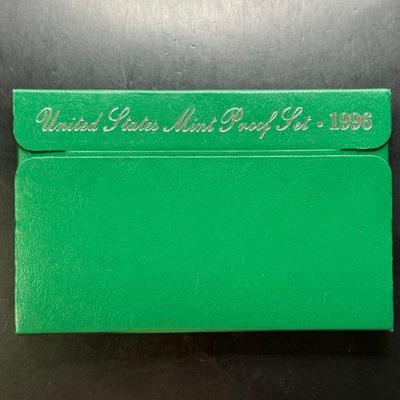 United States Mint Proof Set • 1996